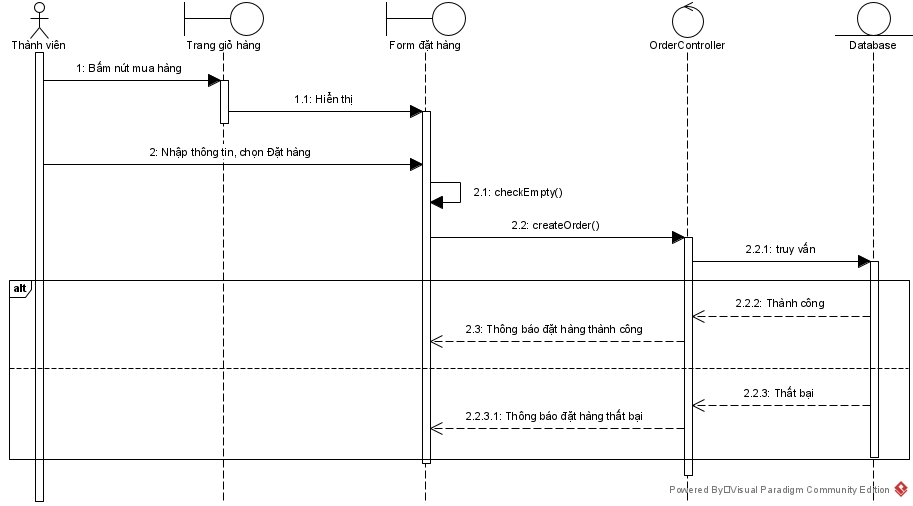 Thành viên
Trang giỏ hàng
Form đặt hàng
OrderController
Database
1: Bấm nút mua hàng
1.1: Hiển thị
2: Nhập thông tin, chọn Đặt hàng
2.1: checkEmpty()
2.2: createOrder()
2.2.1: truy vấn
alt
2.2.2: Thành công
2.3: Thông báo đặt hàng thành công
2.2.3: Thất bại
2.2.3.1: Thông báo đặt hàng thất bại
Powered By Visual Paradigm Community Edition